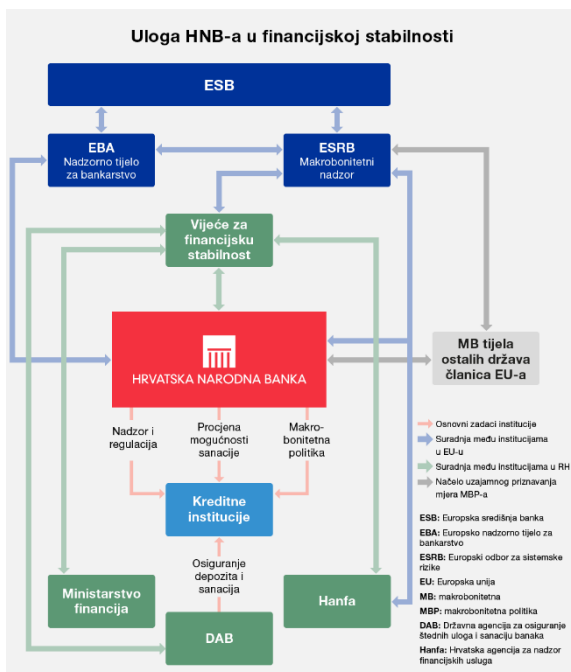 Uloga HNB-a u financijskoj stabilnosti
ESB
EBA
Nadzorno tijelo
za bankarstvo
ESRB
Makrobonitetni
nadzor
Vijeće za
financijsku
stabilnost
HRVATSKA NARODNA BANKA
MB tijela
ostalih država
članica EU-a
Nadzor i
regulacija
Procjena
mogućnosti
sanacije
Makro-
bonitetna
politika
Kreditne
institucije
Osiguranje
depozita i
sanacija
Ministarstvo
financija
DAB
Hanfa
Osnovni zadaci institucije
Suradnja među institucijama
u EU-u
Suradnja među institucijama u RH
Načelo uzajamnog priznavanja
mjera MBP-a
ESB: Europska središnja banka
EBA: Europsko nadzorno tijelo za
bankarstvo
ESRB: Europski odbor za sistemske
rizike
EU: Europska unija
MB: makrobonitetna
MBP: makrobonitetna politika
DAB: Državna agencija za osiguranje
štednih uloga i sanaciju banaka
Hanfa: Hrvatska agencija za nadzor
financijskih usluga